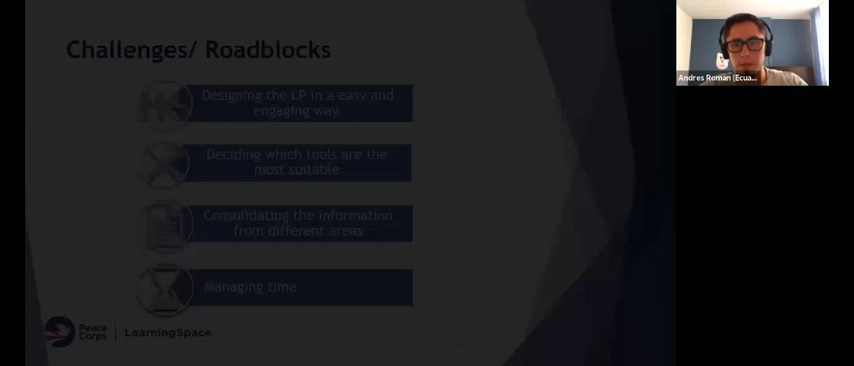 Challenges/ Roadblocks
Andres Roman (Ecua...
Designing the LP in a easy and
engaging way.
Deciding which tools are the
most suitable
Consolidating the information
from different areas
Managing time
Peace
Corps
LearningSpace